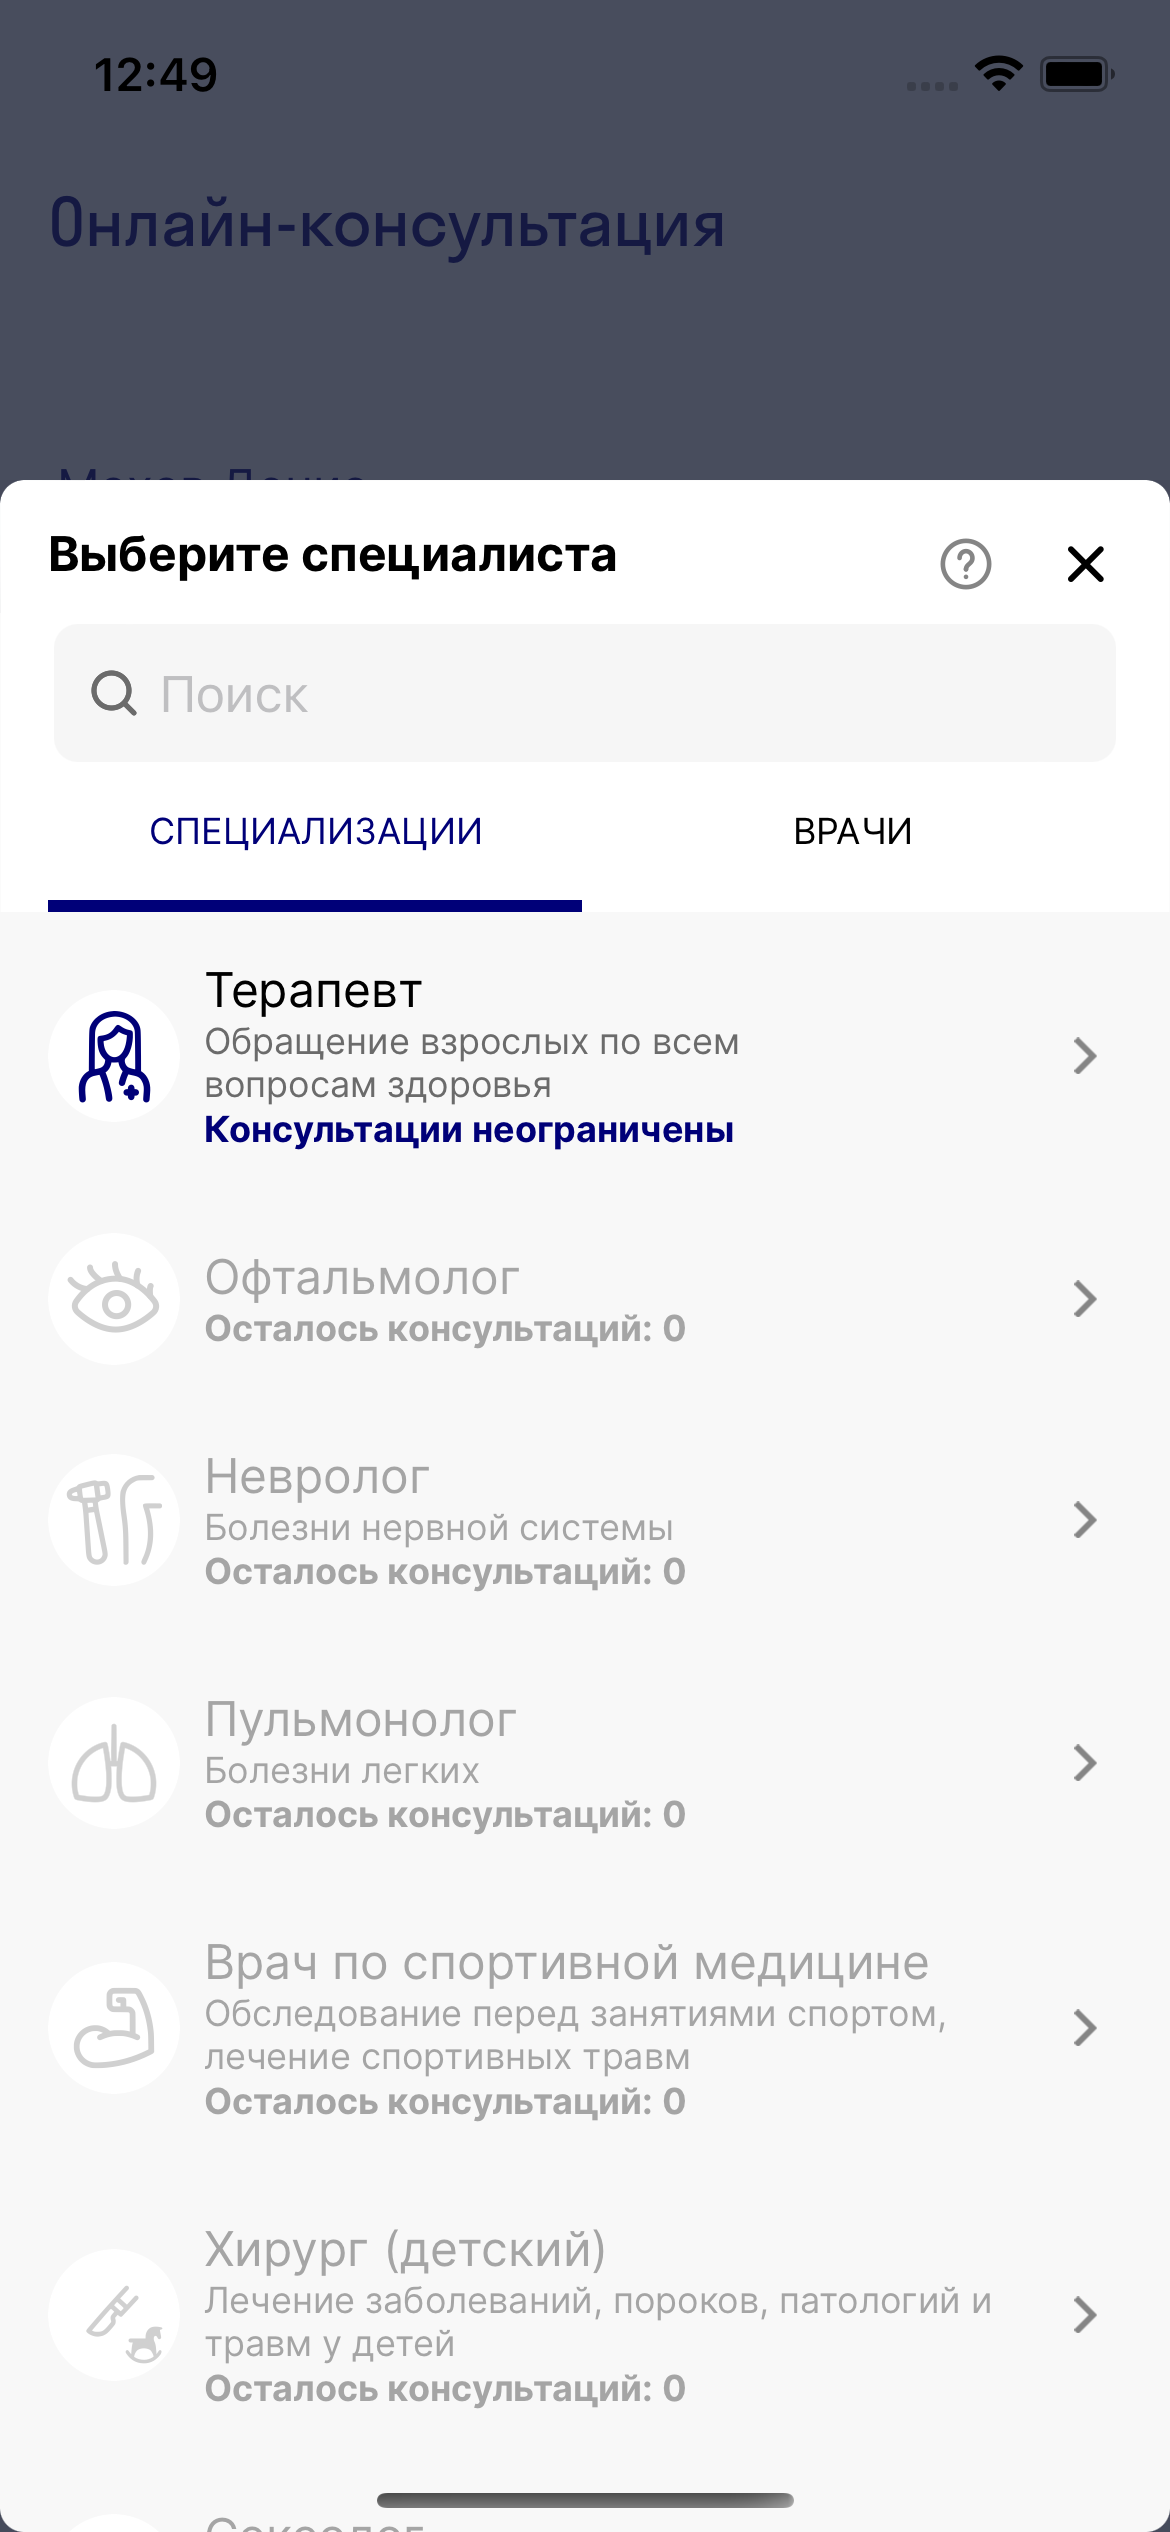 12:49
Онлайн-консультация
Выберите специалиста
Поиск
СПЕЦИАЛИЗАЦИИ
ВРАЧИ
Терапевт
Обращение взрослых по всем
вопросам здоровья
Консультации неограничены
Офтальмолог
Осталось консультаций: 0
Невролог
Болезни нервной системы
Осталось консультаций: 0
Пульмонолог
Болезни легких
Осталось консультаций: 0
Врач по спортивной медицине
Обследование перед занятиями спортом,
лечение спортивных травм
Осталось консультаций: 0
Хирург (детский)
Лечение заболеваний, пороков, патологий и
травм у детей
Осталось консультаций: 0